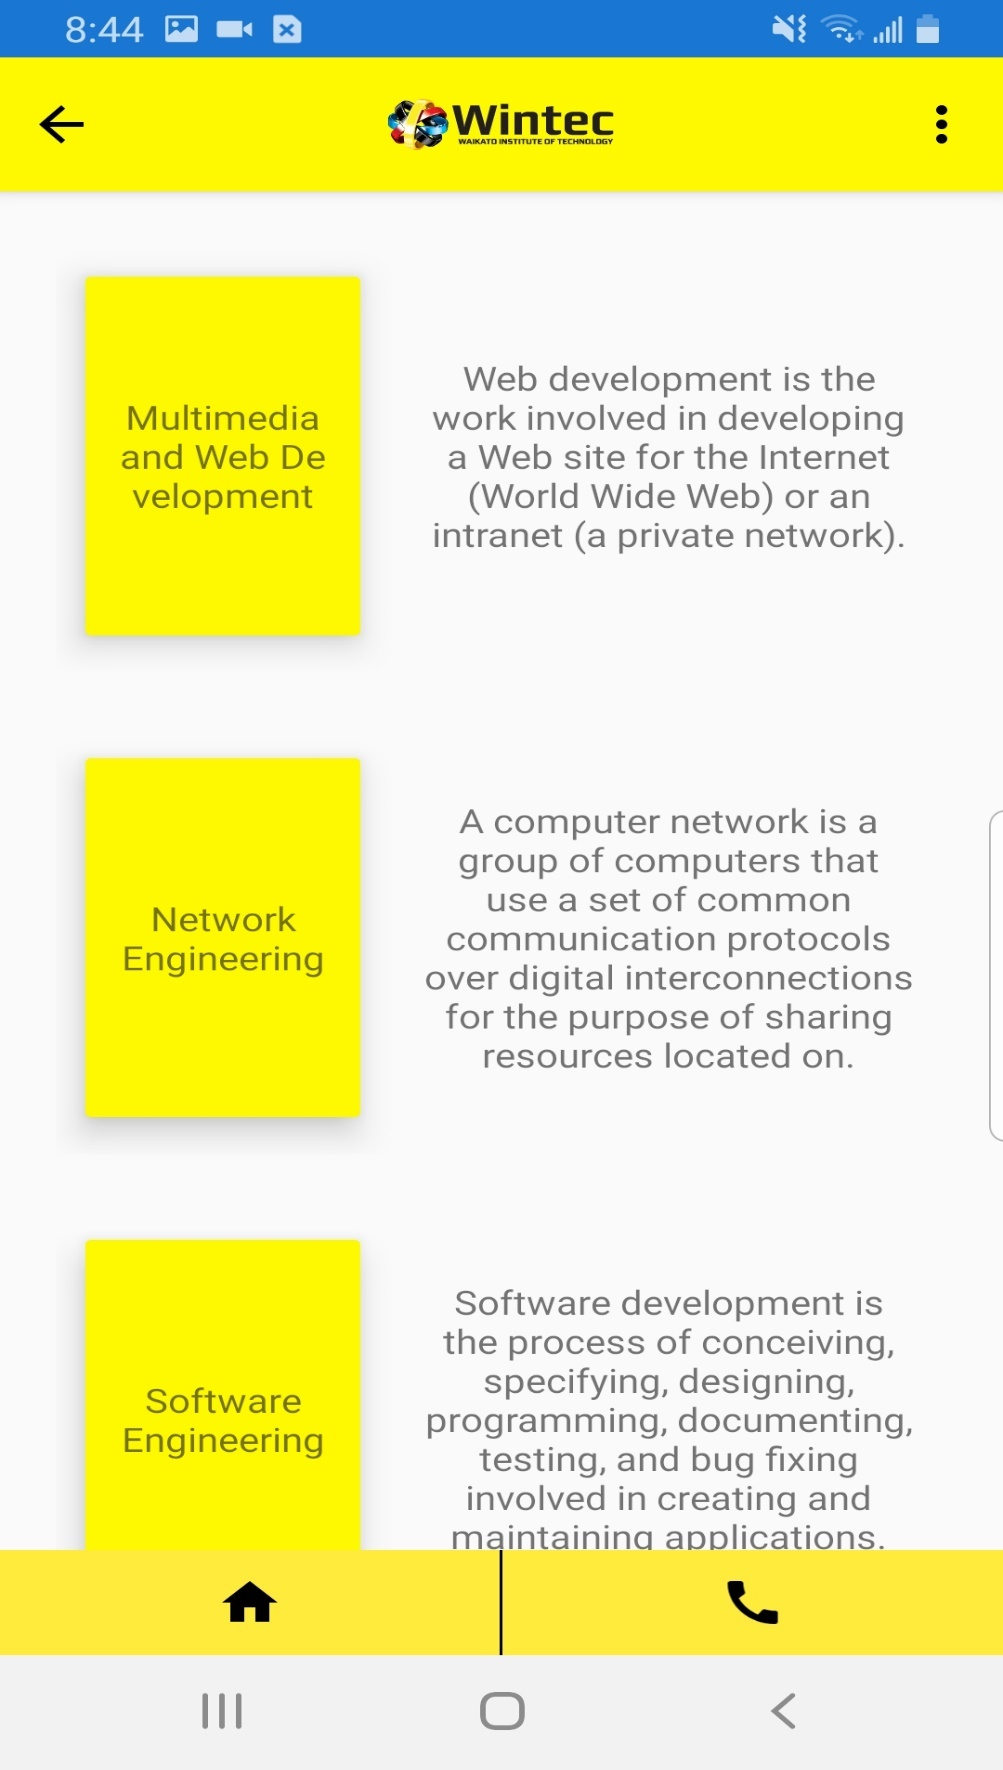 8:44
Wintec
WAIKATO INSTITUTE OF TECHNOLOGY
Multimedia
and Web De
velopment
Web development is the
work involved in developing
a Web site for the Internet
(World Wide Web) or an
intranet (a private network).
Network
Engineering
A computer network is a
group of computers that
use a set of common
communication protocols
over digital interconnections
for the purpose of sharing
resources located on.
Software
Engineering
Software development is
the process of conceiving,
specifying, designing,
programming, documenting,
testing, and bug fixing
involved in creating and
maintaining applications.